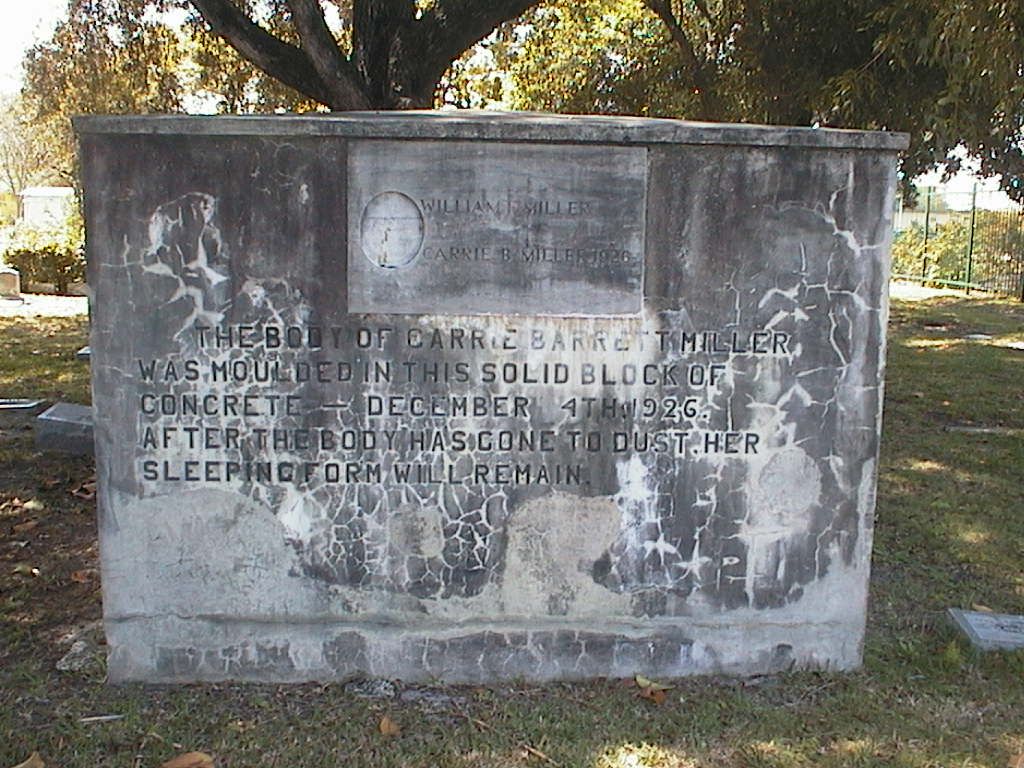 WILLIAM F. MILLER
CARRIE B. MILLER 1926
THE BODY OF CARRIE BARRETT MILLER
WAS MOULDED IN THIS SOLID BLOCK OF
CONCRETE — DECEMBER 4TH. 1926.
AFTER THE BODY HAS GONE TO DUST. HER
SLEEPING FORM WILL REMAIN.